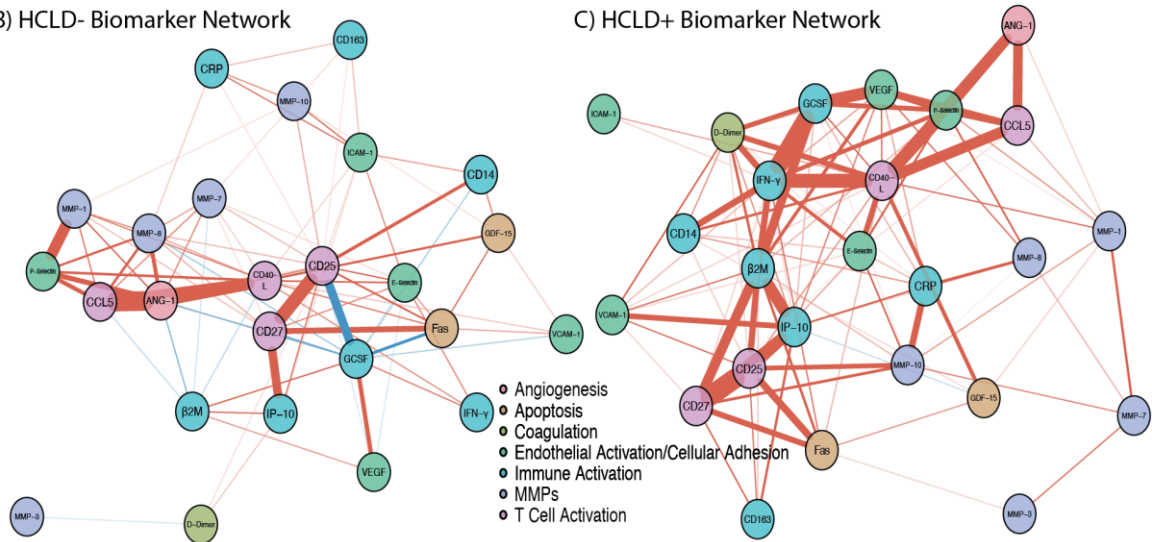 B) HCLD- Biomarker Network
CD163
CRP
MMP-10
ICAM-1
CD14
MMP-7
MMP-1
MMP-8
GDF-15
P-Selectin
CD25
CD40-
L
E-Selectin
CCL5
ANG-1
CD27
Fas
VCAM-1
GCSF
β2M
IP-10
IFN-γ
VEGF
MMP-3
D-Dimer
Angiogenesis
Apoptosis
Coagulation
Endothelial Activation/Cellular Adhesion
Immune Activation
MMPs
T Cell Activation
C) HCLD+ Biomarker Network
ANG-1
VEGF
GCSF
ICAM-1
P-Selectin
D-Dimer
CCL5
IFN-γ
CD40-
L
CD14
MMP-1
E-Selectin
MMP-8
β2M
CRP
VCAM-1
IP-10
CD25
MMP-10
GDF-15
CD27
MMP-7
Fas
CD163
MMP-3